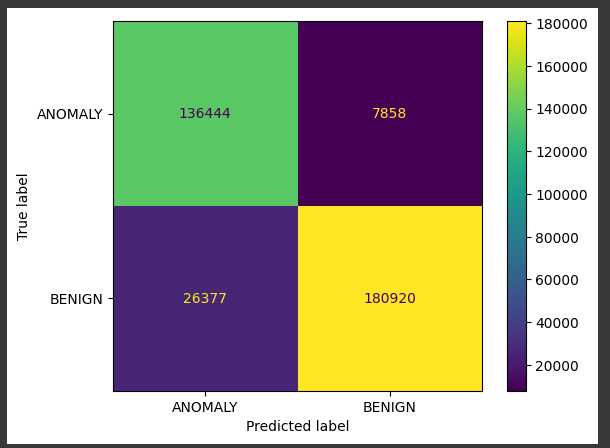 ANOMALY 136444 7858
BENIGN 26377 180920
ANOMALY BENIGN
Predicted label
True label
180000
160000
140000
120000
100000
80000
60000
40000
20000